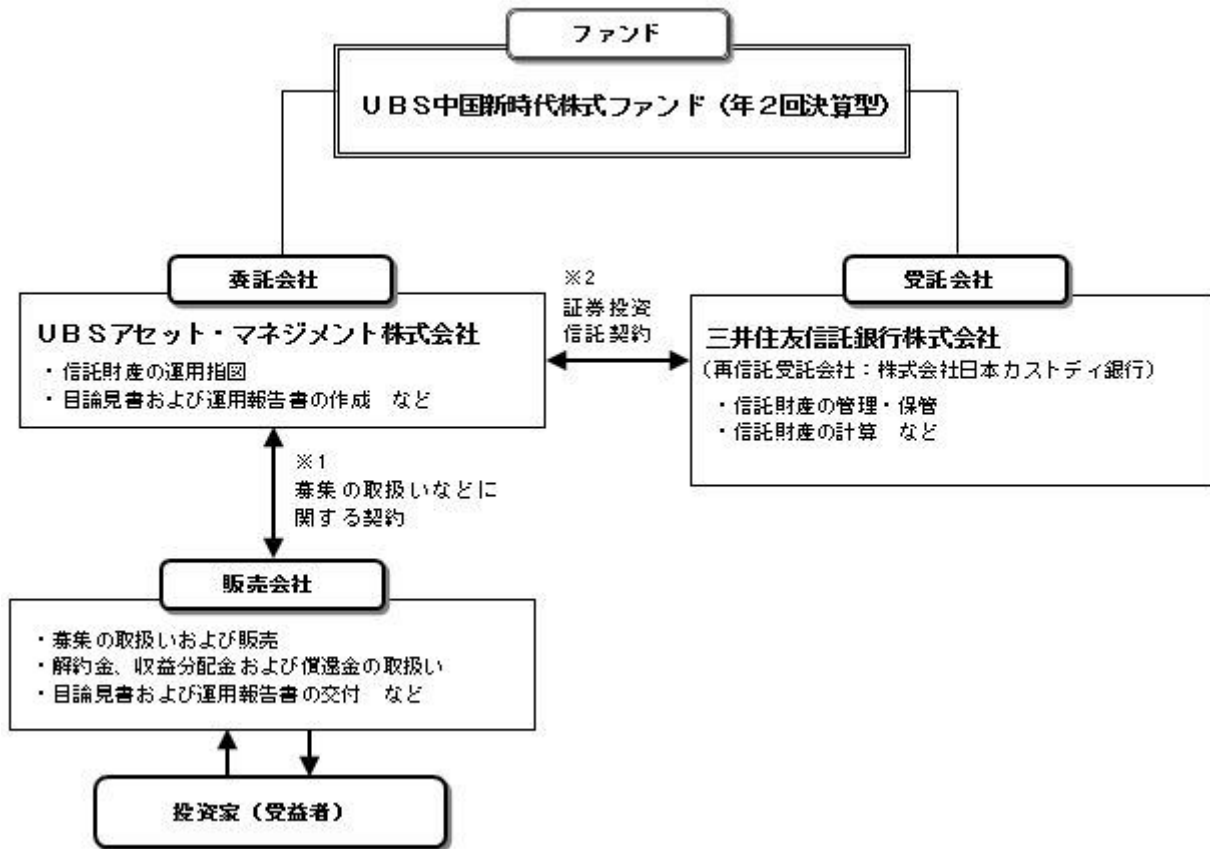 ファンド
ＵＢＳ中国新時代株式ファンド（年２回決算型）
委託会社
ＵＢＳアセット・マネジメント株式会社
・信託財産の運用指図
・目論見書および運用報告書の作成　など
※2
証券投資
信託契約
受託会社
三井住友信託銀行株式会社
（再信託受託会社：株式会社日本カストディ銀行）
・信託財産の管理・保管
・信託財産の計算　など
※1
募集の取扱いなどに
関する契約
販売会社
・募集の取扱いおよび販売
・解約金、収益分配金および償還金の取扱い
・目論見書および運用報告書の交付　など
投資家（受益者）